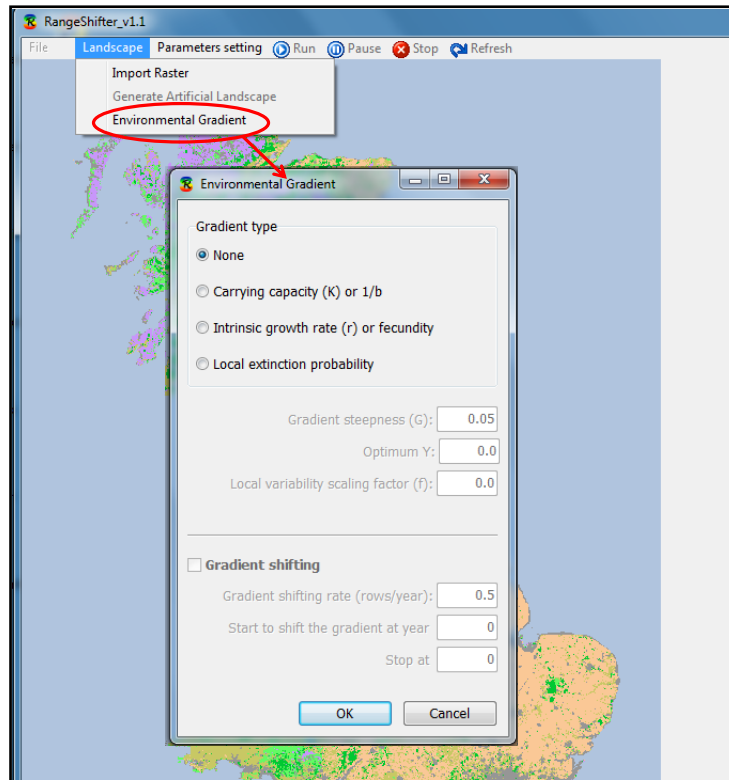 RangeShifter_v1.1
File Landscape Parameters setting Run Pause Stop Refresh
Import Raster
Generate Artificial Landscape
Environmental Gradient
Environmental Gradient
Gradient type
None
Carrying capacity (K) or 1/b
Intrinsic growth rate (r) or fecundity
Local extinction probability
Gradient steepness (G): 0.05
Optimum Y: 0.0
Local variability scaling factor (f): 0.0
Gradient shifting
Gradient shifting rate (rows/year): 0.5
Start to shift the gradient at year 0
Stop at 0
OK Cancel